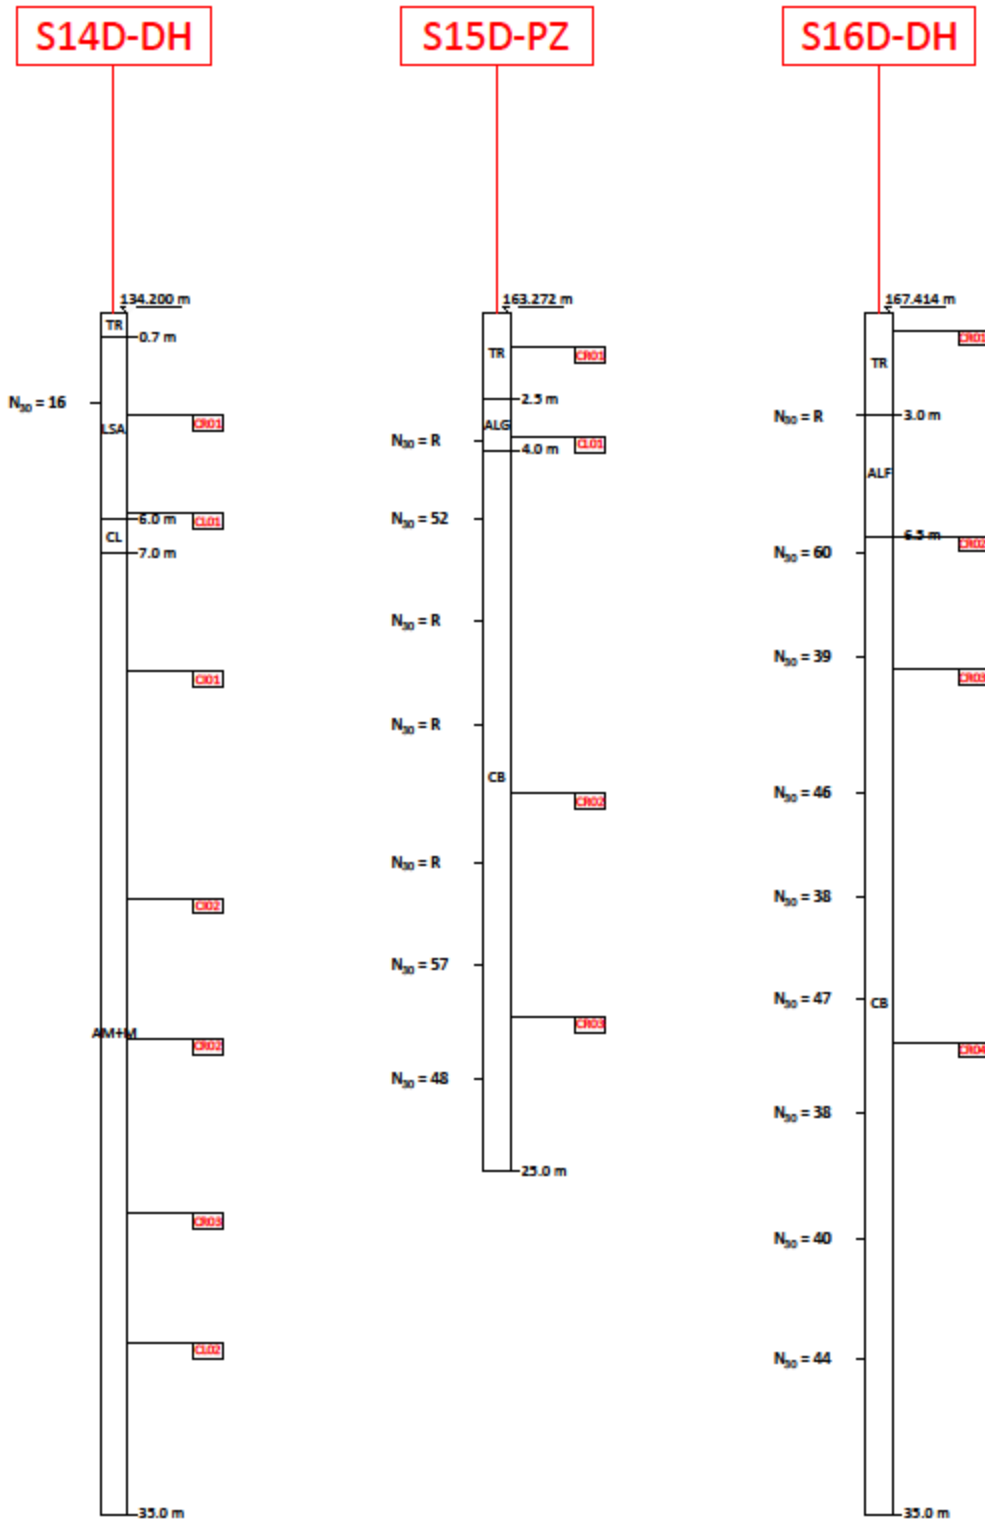 S14D-DH
134.200 m
TR
0.7 m
N30 = 16
CR01
LSA
6.0 m
CL01
CL
7.0 m
CI01
CI02
AM+M
CR02
CR03
CL02
35.0 m
S15D-PZ
163.272 m
TR
CR01
2.5 m
ALG
N30 = R
CL01
4.0 m
N30 = 52
N30 = R
N30 = R
CB
CR02
N30 = R
N30 = 57
CR03
N30 = 48
25.0 m
S16D-DH
167.414 m
CR01
TR
N30 = R
3.0 m
ALF
6.5 m
CR02
N30 = 60
N30 = 39
CR03
N30 = 46
N30 = 38
N30 = 47
CB
CR04
N30 = 38
N30 = 40
N30 = 44
35.0 m